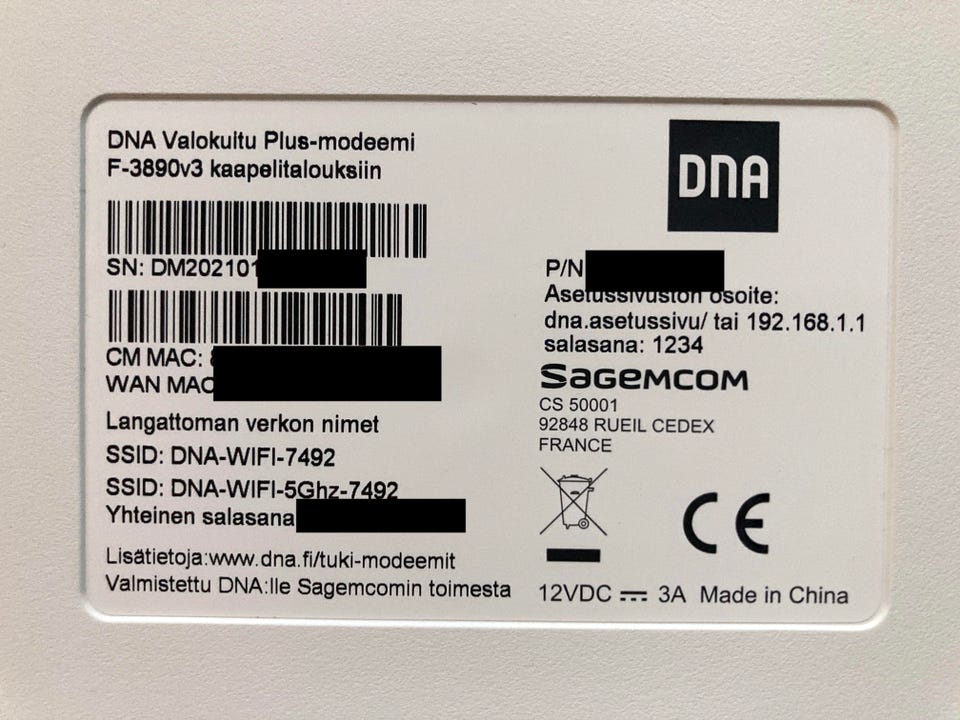 DNA Valokuitu Plus-modeemi
F-3890v3 kaapelitalouksiin
SN: DM202101
CM MAC:
WAN MAC
Langattoman verkon nimet
SSID: DNA-WIFI-7492
SSID: DNA-WIFI-5Ghz-7492
Yhteinen salasana
Lisätietoja:www.dna.fi/tuki-modeemit
Valmistettu DNA:lle Sagemcomin toimesta
DNA
P/N
Asetussivuston osoite:
dna.asetussivu/ tai 192.168.1.1
salasana: 1234
SAGEMCOM
CS 50001
92848 RUEIL CEDEX
FRANCE
CE
12VDC ⎓ 3A Made in China